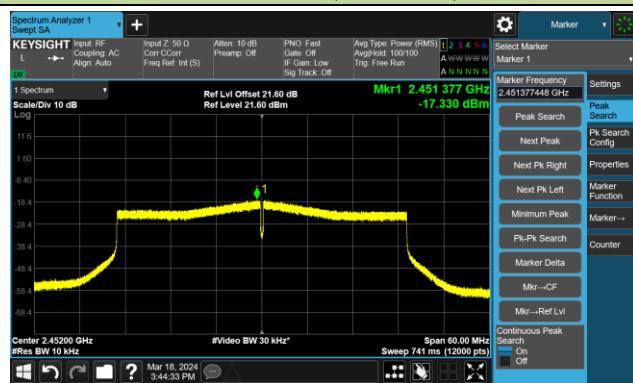 Spectrum Analyzer 1
Swept SA
Marker
KEYSIGHT
L
LXI
Input: RF
Coupling: AC
Align: Auto
Input Z: 50 Ω
Corr CCorr
Freq Ref: Int (S)
Atten: 10 dB
Preamp: Off
PNO: Fast
Gate: Off
IF Gain: Low
Sig Track: Off
Avg Type: Power (RMS)
Avg|Hold: 100/100
Trig: Free Run
1 2 3 4 5 6
A W W W W W
A N N N N N
Select Marker
Marker 1
1 Spectrum
Scale/Div 10 dB
Log
Ref Lvl Offset 21.60 dB
Ref Level 21.60 dBm
Mkr1 2.451 377 GHz
-17.330 dBm
11.6
1.60
-8.40
-18.4
-28.4
-38.4
-48.4
-58.4
-68.4
1
Center 2.45200 GHz
#Res BW 10 kHz
#Video BW 30 kHz*
Span 60.00 MHz
Sweep 741 ms (12000 pts)
Marker Frequency
2.451377448 GHz
Peak Search
Next Peak
Next Pk Right
Next Pk Left
Minimum Peak
Pk-Pk Search
Marker Delta
Mkr→CF
Mkr→Ref Lvl
Continuous Peak
Search
On
Off
Settings
Peak
Search
Pk Search
Config
Properties
Marker
Function
Marker→
Counter
Mar 18, 2024
3:44:33 PM